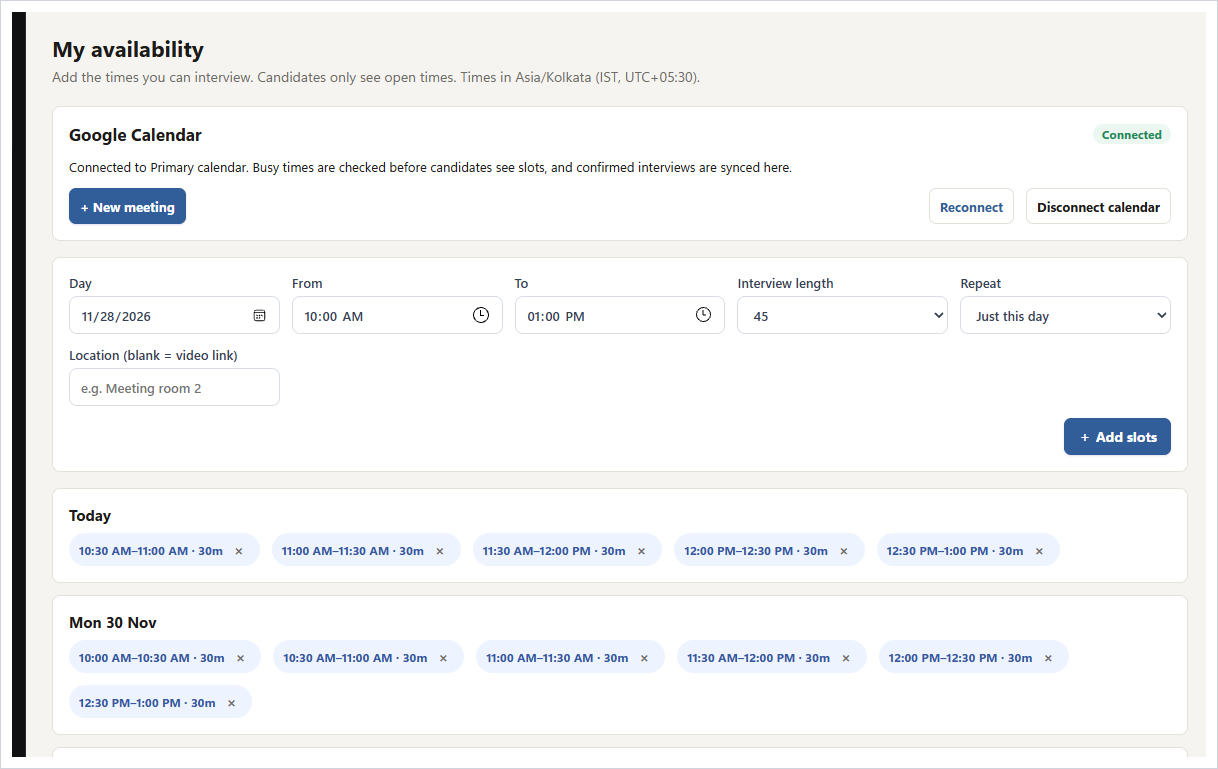 My availability
Add the times you can interview. Candidates only see open times. Times in Asia/Kolkata (IST, UTC+05:30).
Google Calendar
Connected
Connected to Primary calendar. Busy times are checked before candidates see slots, and confirmed interviews are synced here.
+ New meeting
Reconnect
Disconnect calendar
Day
From
To
Interview length
Repeat
11/28/2026
10:00 AM
01:00 PM
45
Just this day
Location (blank = video link)
e.g. Meeting room 2
+ Add slots
Today
10:30 AM–11:00 AM · 30m ×
11:00 AM–11:30 AM · 30m ×
11:30 AM–12:00 PM · 30m ×
12:00 PM–12:30 PM · 30m ×
12:30 PM–1:00 PM · 30m ×
Mon 30 Nov
10:00 AM–10:30 AM · 30m ×
10:30 AM–11:00 AM · 30m ×
11:00 AM–11:30 AM · 30m ×
11:30 AM–12:00 PM · 30m ×
12:00 PM–12:30 PM · 30m ×
12:30 PM–1:00 PM · 30m ×